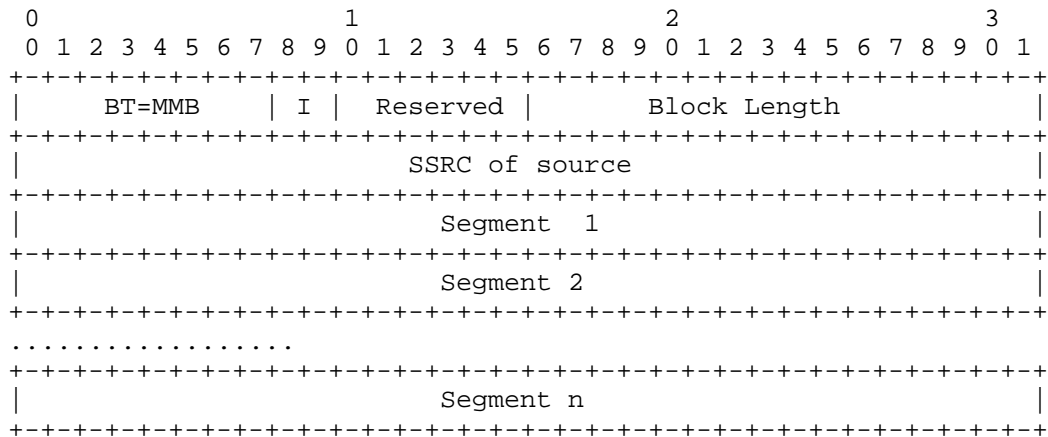 0                   1                   2                   3
 0 1 2 3 4 5 6 7 8 9 0 1 2 3 4 5 6 7 8 9 0 1 2 3 4 5 6 7 8 9 0 1
+-+-+-+-+-+-+-+-+-+-+-+-+-+-+-+-+-+-+-+-+-+-+-+-+-+-+-+-+-+-+-+-+
|     BT=MMB    | I |  Reserved |       Block Length            |
+-+-+-+-+-+-+-+-+-+-+-+-+-+-+-+-+-+-+-+-+-+-+-+-+-+-+-+-+-+-+-+-+
|                        SSRC of source                         |
+-+-+-+-+-+-+-+-+-+-+-+-+-+-+-+-+-+-+-+-+-+-+-+-+-+-+-+-+-+-+-+-+
|                          Segment  1                           |
+-+-+-+-+-+-+-+-+-+-+-+-+-+-+-+-+-+-+-+-+-+-+-+-+-+-+-+-+-+-+-+-+
|                          Segment 2                            |
+-+-+-+-+-+-+-+-+-+-+-+-+-+-+-+-+-+-+-+-+-+-+-+-+-+-+-+-+-+-+-+-+
..................
+-+-+-+-+-+-+-+-+-+-+-+-+-+-+-+-+-+-+-+-+-+-+-+-+-+-+-+-+-+-+-+-+
|                          Segment n                            |
+-+-+-+-+-+-+-+-+-+-+-+-+-+-+-+-+-+-+-+-+-+-+-+-+-+-+-+-+-+-+-+-+